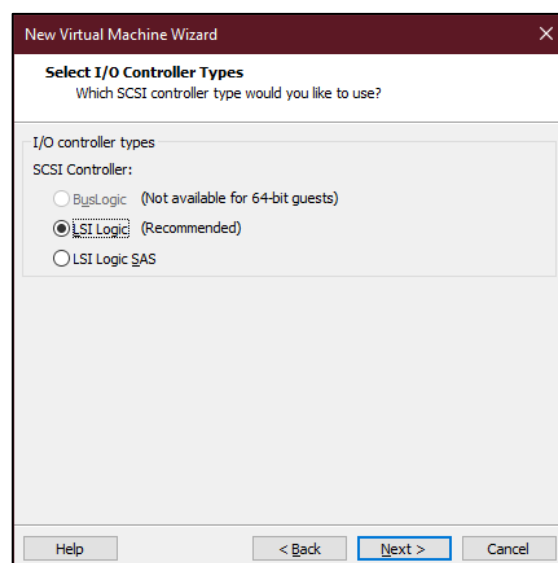 New Virtual Machine Wizard
Select I/O Controller Types
Which SCSI controller type would you like to use?
I/O controller types
SCSI Controller:
BusLogic (Not available for 64-bit guests)
LSI Logic (Recommended)
LSI Logic SAS
Help < Back Next > Cancel